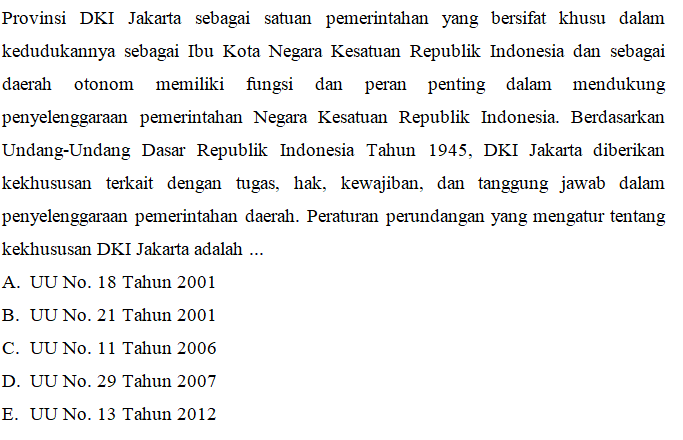 Provinsi DKI Jakarta sebagai satuan pemerintahan yang bersifat khusu dalam
kedudukannya sebagai Ibu Kota Negara Kesatuan Republik Indonesia dan sebagai
daerah otonom memiliki fungsi dan peran penting dalam mendukung
penyelenggaraan pemerintahan Negara Kesatuan Republik Indonesia. Berdasarkan
Undang-Undang Dasar Republik Indonesia Tahun 1945, DKI Jakarta diberikan
kekhususan terkait dengan tugas, hak, kewajiban, dan tanggung jawab dalam
penyelenggaraan pemerintahan daerah. Peraturan perundangan yang mengatur tentang
kekhususan DKI Jakarta adalah ...
A. UU No. 18 Tahun 2001
B. UU No. 21 Tahun 2001
C. UU No. 11 Tahun 2006
D. UU No. 29 Tahun 2007
E. UU No. 13 Tahun 2012